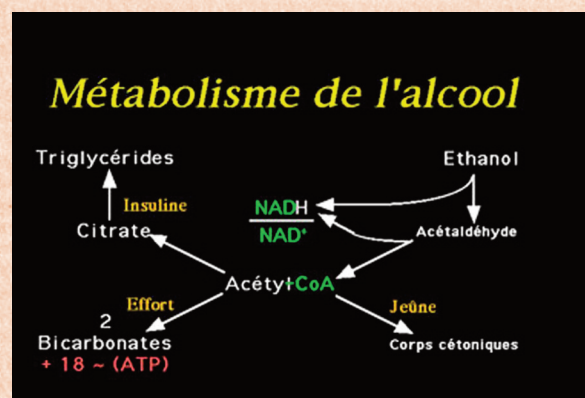 Métabolisme de l'alcool
Triglycérides
Ethanol
Insuline
NADH
Citrate
NAD+
Acétaldéhyde
Acétyl+CoA
Effort
Jeûne
2
Bicarbonates
Corps cétoniques
+ 18 ~ (ATP)